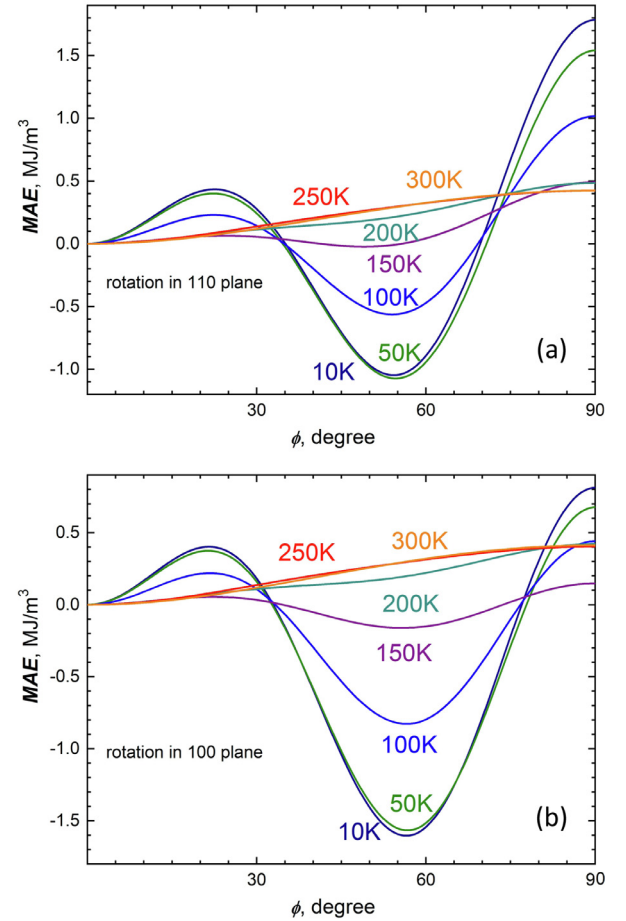 1.5
1.0
0.5
0.0
-0.5
-1.0
MAE, MJ/m³
250K
300K
200K
150K
100K
50K
10K
rotation in 110 plane
(a)
30
60
90
ϕ, degree
0.5
0.0
-0.5
-1.0
-1.5
MAE, MJ/m³
250K
300K
200K
150K
100K
50K
10K
rotation in 100 plane
(b)
30
60
90
ϕ, degree